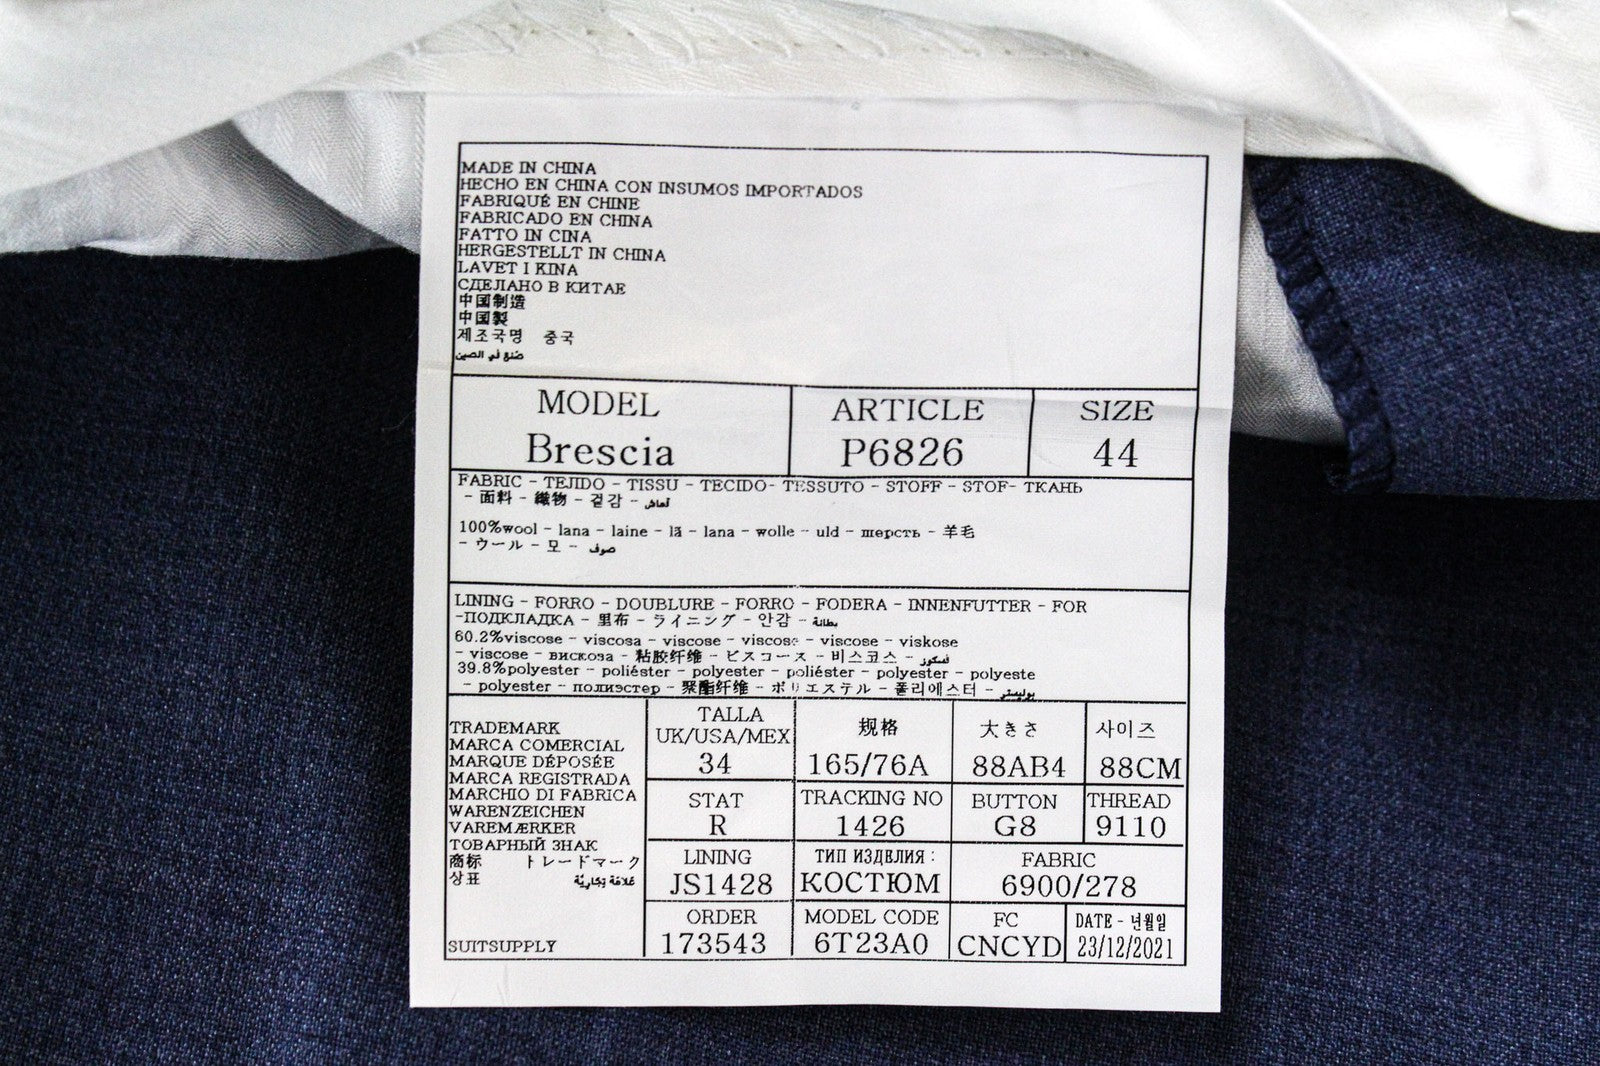 MADE IN CHINA
HECHO EN CHINA CON INSUMOS IMPORTADOS
FABRIQUÉ EN CHINE
FABRICADO EN CHINA
FATTO IN CINA
HERGESTELLT IN CHINA
LAVET I KINA
СДЕЛАНО В КИТАЕ
中国制造
中国製
제조국명 중국
صنع في الصين
MODEL ARTICLE SIZE
Brescia P6826 44
FABRIC - TEJIDO - TISSU - TECIDO- TESSUTO - STOFF - STOF- ТКАНЬ
- 面料 - 織物 - 겉감 - لماش
100%wool - lana - laine - lã - lana - wolle - uld - шерсть - 羊毛
- ウール - 모 - صوف
LINING - FORRO - DOUBLURE - FORRO - FODERA - INNENFUTTER - FOR
-ПОДКЛАДКА - 里布 - ライニング - 안감 - بطانة
60.2%viscose - viscosa - viscose - viscose - viscose - viskose
- viscose - вискоза - 粘胶纤维 - ビスコース - 비스코스 - فسكوز
39.8%polyester - poliéster - polyester - poliéster - polyester - polyeste
- polyester - полиэстер - 聚酯纤维 - ポリエステル - 폴리에스터 - بوليستر
TRADEMARK
MARCA COMERCIAL
MARQUE DÉPOSÉE
MARCA REGISTRADA
MARCHIO DI FABRICA
WARENZEICHEN
VAREMÆRKER
ТОВАРНЫЙ ЗНАК
商标 トレードマーク
상표 علامة تجارية
SUITSUPPLY
TALLA
UK/USA/MEX 规格 大きさ 사이즈
34 165/76A 88AB4 88CM
STAT TRACKING NO BUTTON THREAD
R 1426 G8 9110
LINING ТИП ИЗДЕЛИЯ: FABRIC
JS1428 КОСТЮМ 6900/278
ORDER MODEL CODE FC DATE - 년월일
173543 6T23A0 CNCYD 23/12/2021